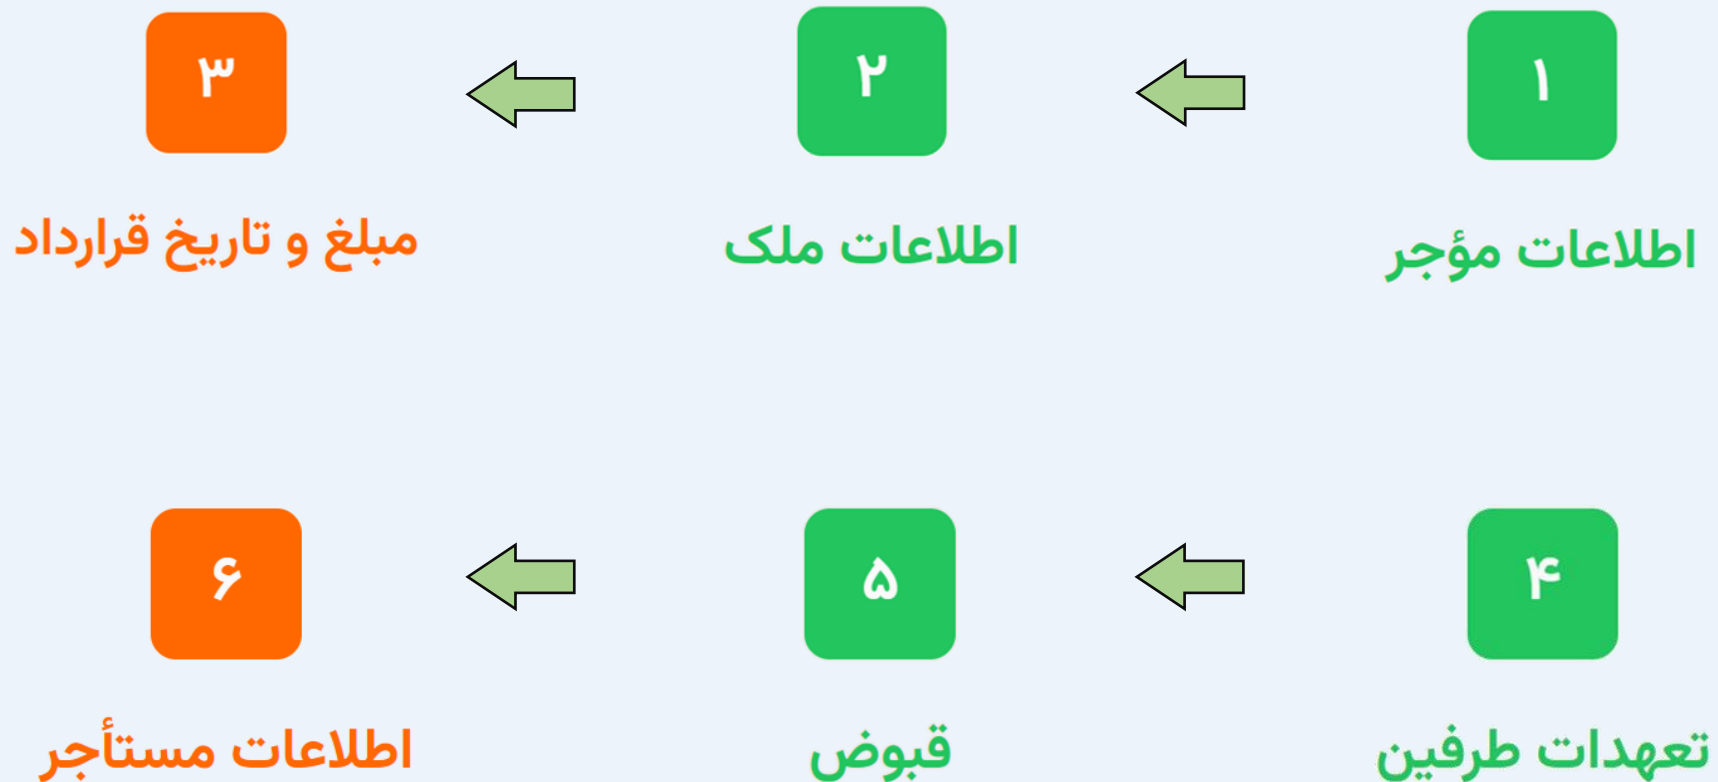 ۱
اطلاعات مؤجر
۲
اطلاعات ملک
۳
مبلغ و تاریخ قرارداد
۴
تعهدات طرفین
۵
قبوض
۶
اطلاعات مستأجر